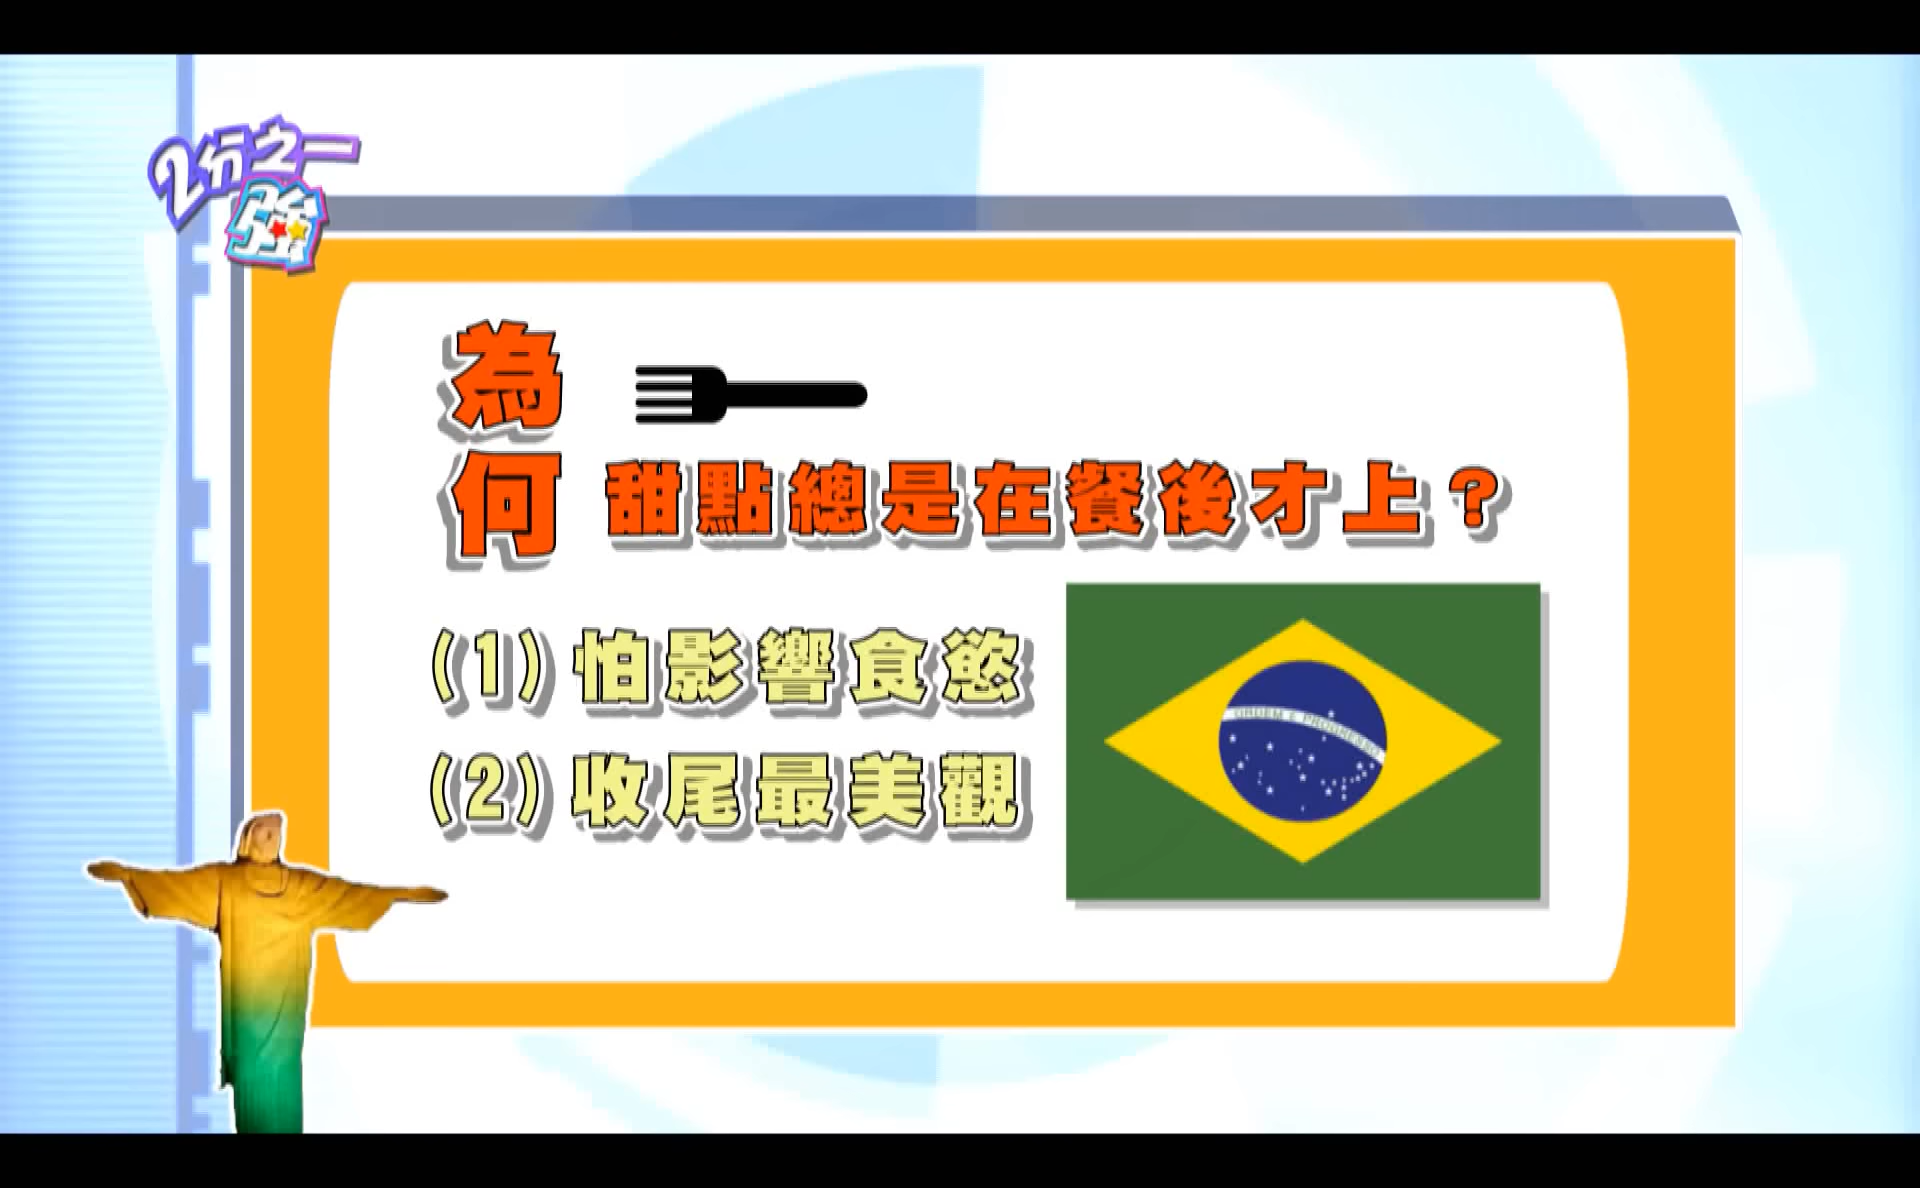 2分之一
強
為何
甜點總是在餐後才上？
(1)怕影響食慾
(2)收尾最美觀
ORDEM E PROGRESSO